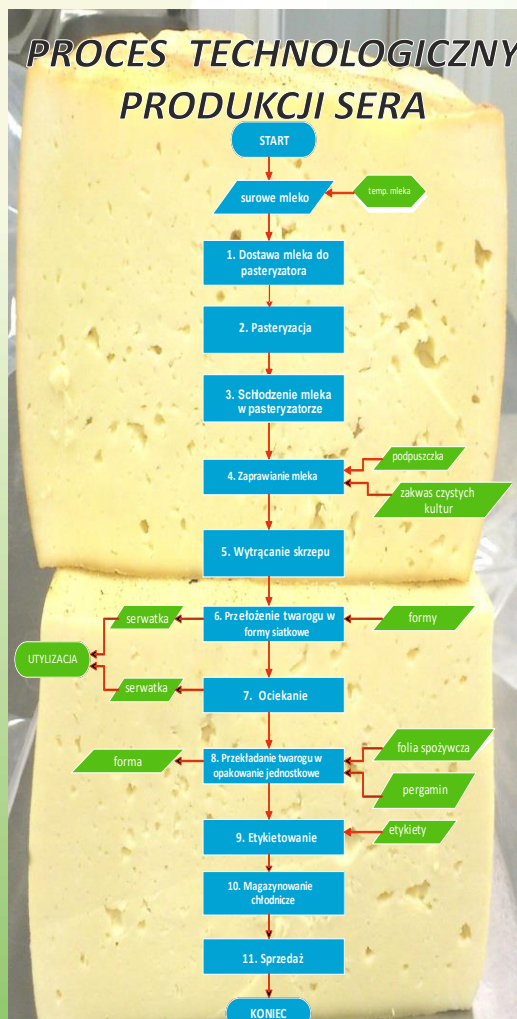 PROCES TECHNOLOGICZNY
PRODUKCJI SERA
START
surowe mleko
temp. mleka
1. Dostawa mleka do
pasteryzatora
2. Pasteryzacja
3. Schłodzenie mleka
w pasteryzatorze
podpuszczka
4. Zaprawianie mleka
zakwas czystych
kultur
5. Wytrącanie skrzepu
serwatka
6. Przełożenie twarogu w
formy siatkowe
formy
UTYLIZACJA
serwatka
7. Ociekanie
forma
8. Przekładanie twarogu w
opakowanie jednostkowe
folia spożywcza
pergamin
9. Etykietowanie
etykiety
10. Magazynowanie
chłodnicze
11. Sprzedaż
KONIEC